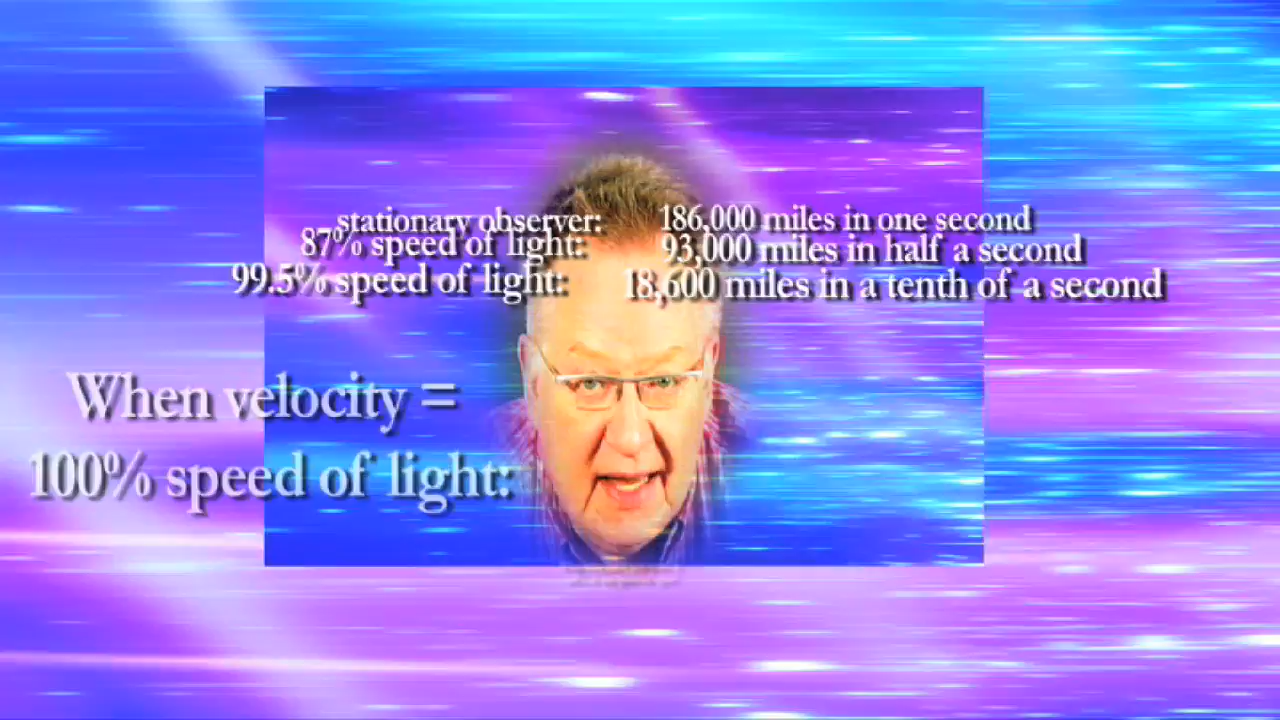 stationary observer: 186,000 miles in one second
87% speed of light: 93,000 miles in half a second
99.5% speed of light: 18,600 miles in a tenth of a second
When velocity =
100% speed of light: